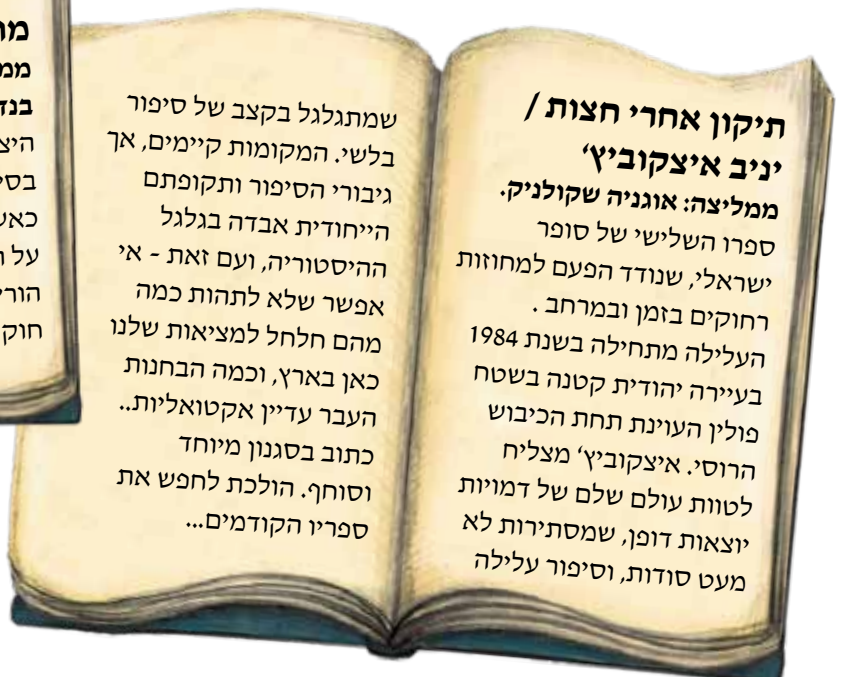 תיקון אחרי חצות /
יניב איצקוביץ'
ממליצה: אוגניה שקולניק.
ספרו השלישי של סופר
ישראלי, שנודד הפעם למחוזות
רחוקים בזמן ובמרחב .
העלילה מתחילה בשנת 1984
בעיירה יהודית קטנה בשטח
פולין העוינת תחת הכיבוש
הרוסי. איצקוביץ' מצליח
לטוות עולם שלם של דמויות
יוצאות דופן, שמסתירות לא
מעט סודות, וסיפור עלילה
שמתגלגל בקצב של סיפור
בלשי. המקומות קיימים, אך
גיבורי הסיפור ותקופתם
הייחודית אבדה בגלגל
ההיסטוריה, ועם זאת - אי
אפשר שלא לתהות כמה
מהם חלחל למציאות שלנו
כאן בארץ, וכמה הבחנות
העבר עדיין אקטואליות..
כתוב בסגנון מיוחד
וסוחף. הולכת לחפש את
ספריו הקודמים...